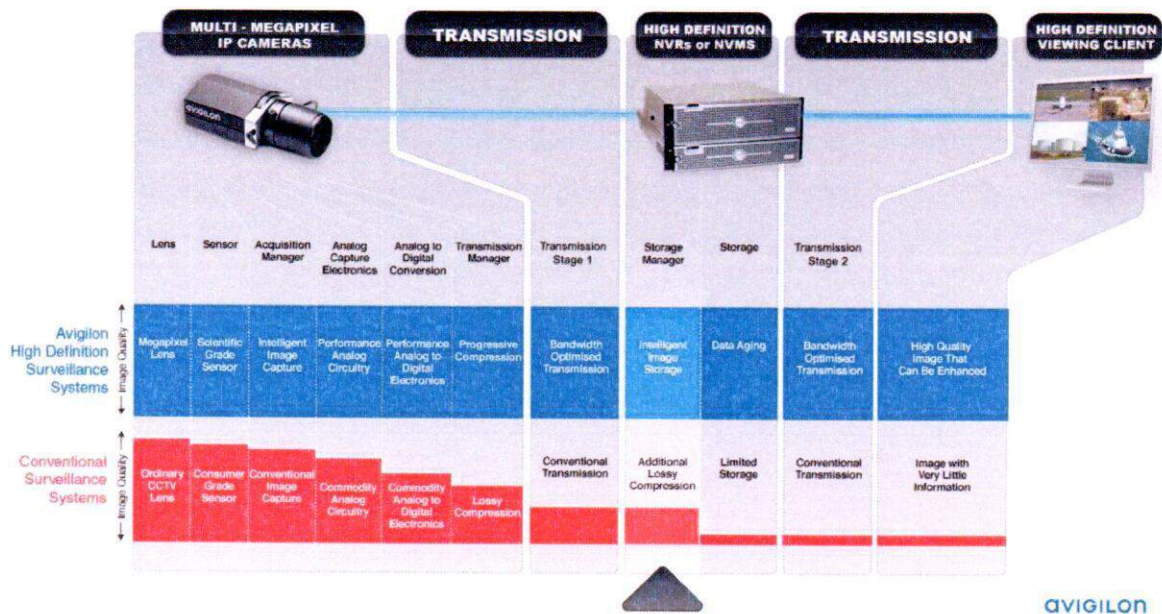 MULTI - MEGAPIXEL
IP CAMERAS
TRANSMISSION
HIGH DEFINITION
NVRs or NVMS
TRANSMISSION
HIGH DEFINITION
VIEWING CLIENT
aVIGILON
Lens
Sensor
Acquisition
Manager
Analog
Capture
Electronics
Analog to
Digital
Conversion
Transmission
Manager
Transmission
Stage 1
Storage
Manager
Storage
Transmission
Stage 2
Avigilon
High Definition
Surveillance
Systems
Image Quality
Megapixel
Lens
Scientific
Grade
Sensor
Intelligent
Image
Capture
Performance
Analog
Circuitry
Performance
Analog to
Digital
Electronics
Progressive
Compression
Bandwidth
Optimised
Transmission
Intelligent
Image
Storage
Data Aging
Bandwidth
Optimised
Transmission
High Quality
Image That
Can Be Enhanced
Conventional
Surveillance
Systems
Image Quality
Ordinary
CCTV
Lens
Consumer
Grade
Sensor
Conventional
Image
Capture
Commodity
Analog
Circuitry
Commodity
Analog to
Digital
Electronics
Lossy
Compression
Conventional
Transmission
Additional
Lossy
Compression
Limited
Storage
Conventional
Transmission
Image with
Very Little
Information
aVIGILON